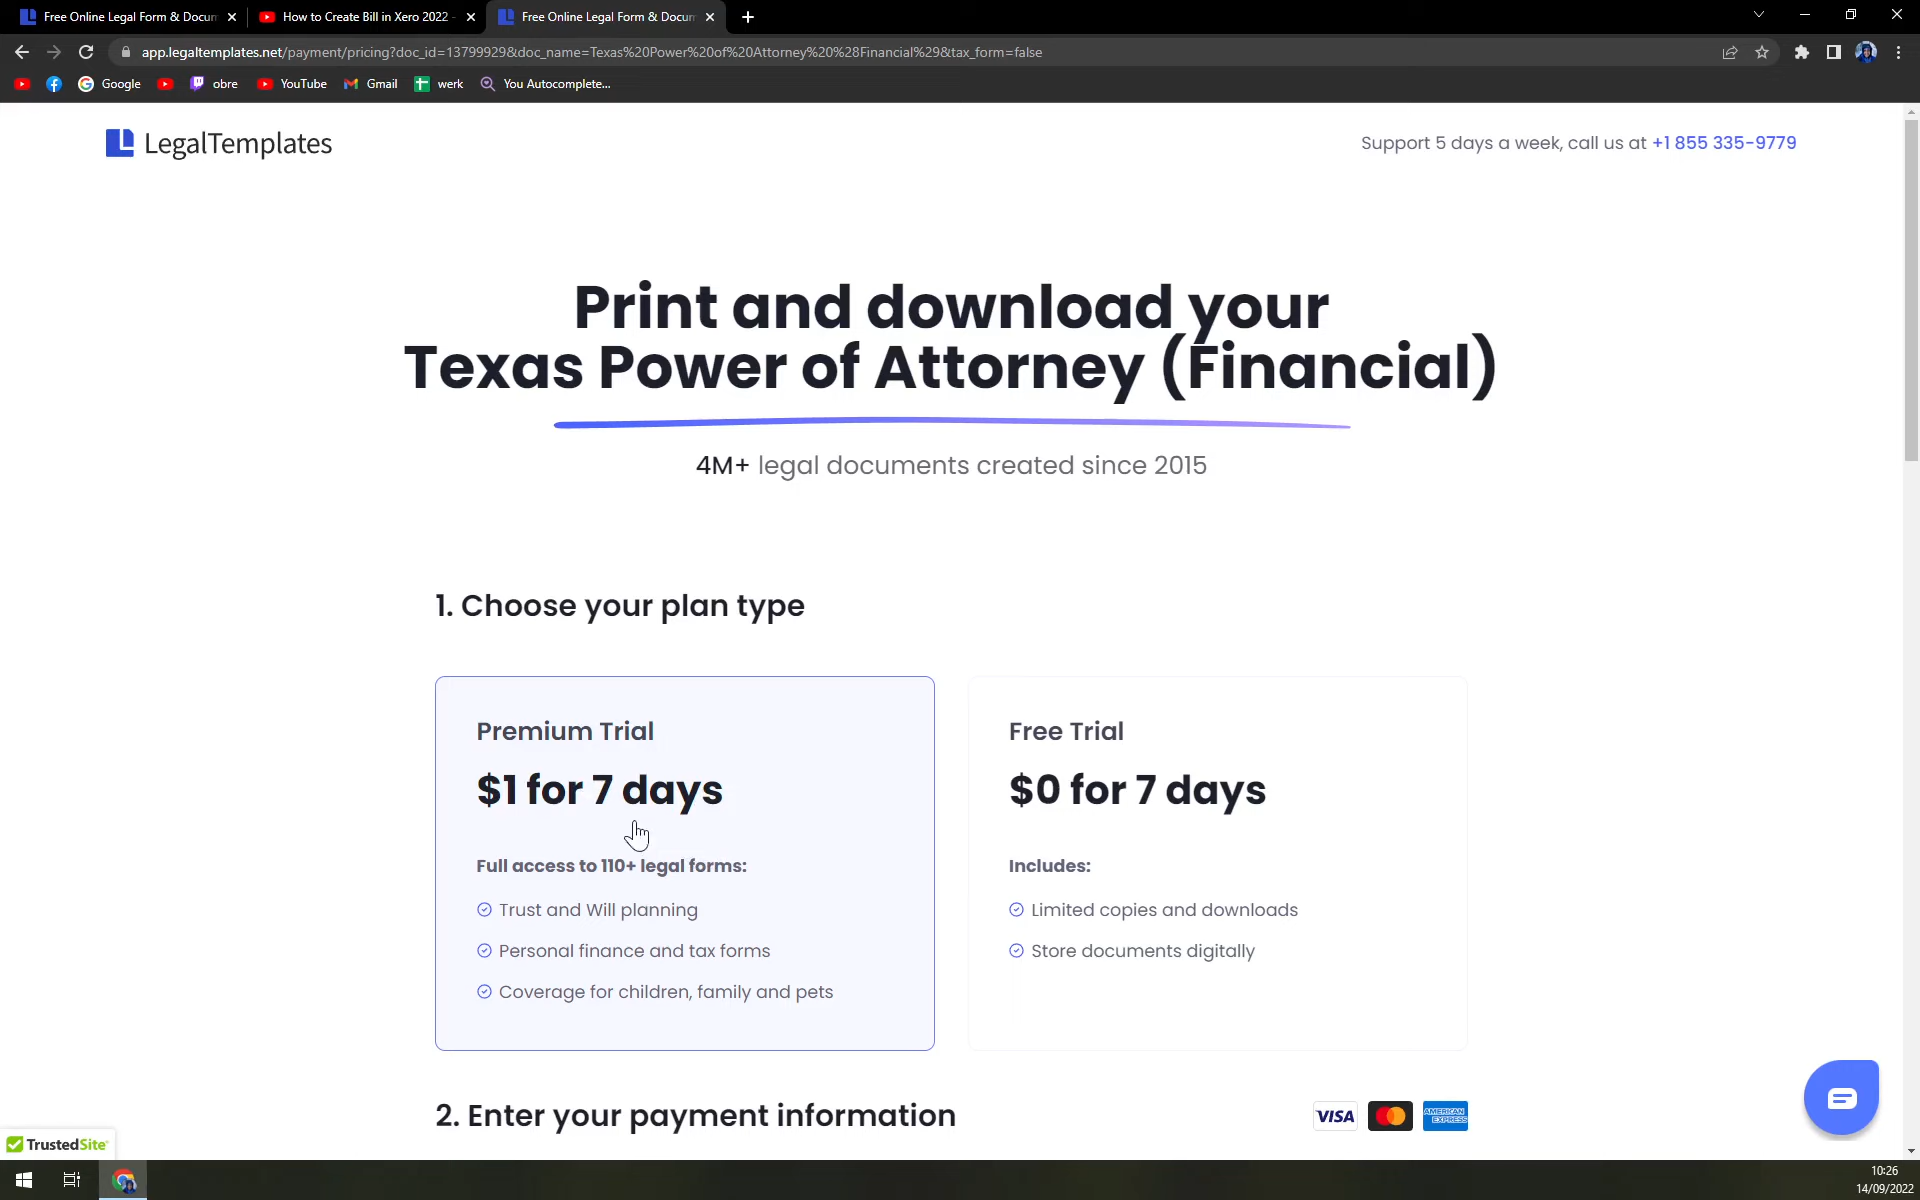 Free Online Legal Form & Docum
How to Create Bill in Xero 2022 -
Free Online Legal Form & Docum
app.legaltemplates.net/payment/pricing?doc_id=13799929&doc_name=Texas%20Power%20of%20Attorney%20%28Financial%29&tax_form=false
Google
obre
YouTube
Gmail
werk
You Autocomplete...
LegalTemplates
Support 5 days a week, call us at +1 855 335-9779
Print and download your
Texas Power of Attorney (Financial)
4M+ legal documents created since 2015
1. Choose your plan type
Premium Trial
$1 for 7 days
Full access to 110+ legal forms:
Trust and Will planning
Personal finance and tax forms
Coverage for children, family and pets
Free Trial
$0 for 7 days
Includes:
Limited copies and downloads
Store documents digitally
2. Enter your payment information
VISA
AMERICAN
EXPRESS
TrustedSite
10:26
14/09/2022